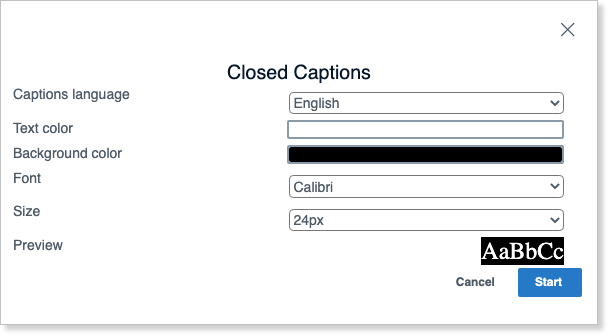 Closed Captions
Captions language English
Text color
Background color
Font Calibri
Size 24px
Preview AaBbCc
Cancel Start